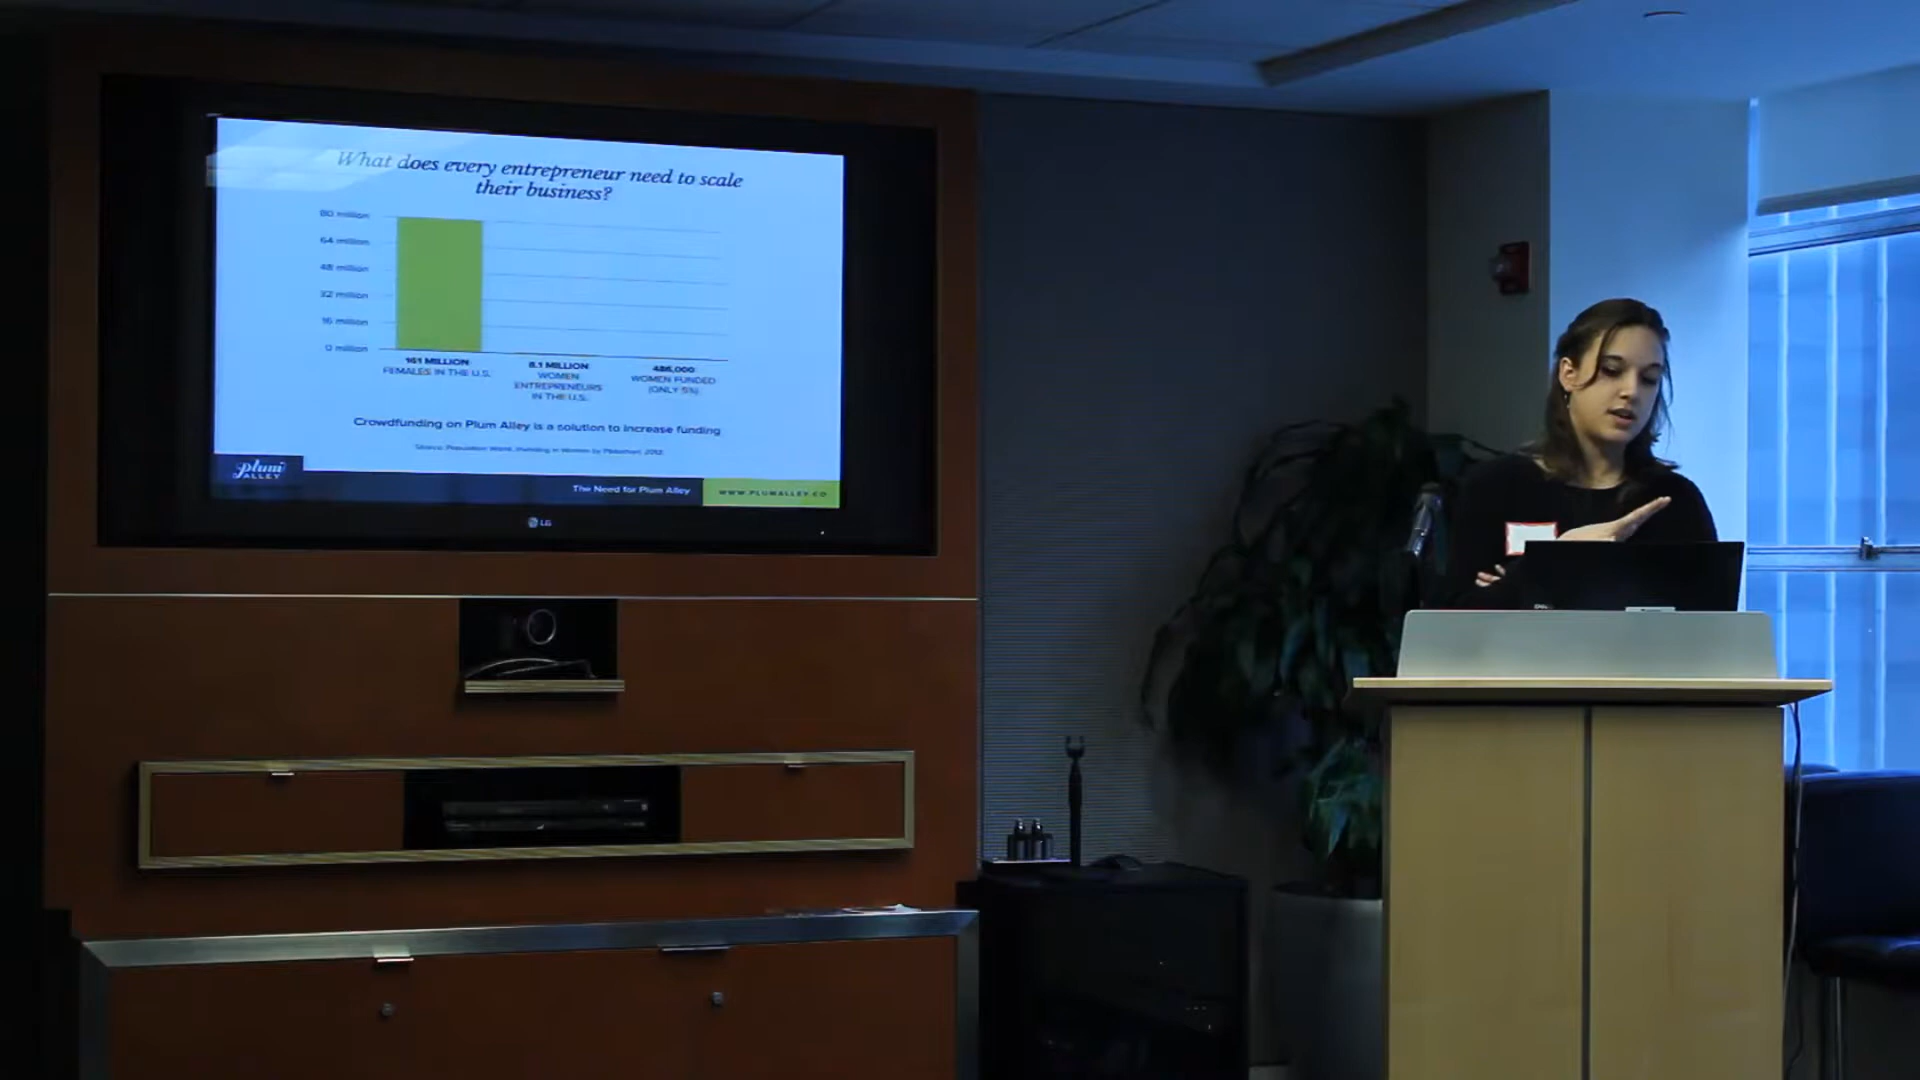 What does every entrepreneur need to scale
their business?
80 million
64 million
48 million
32 million
16 million
0 million
161 MILLION
FEMALES IN THE U.S.
8.1 MILLION
WOMEN
ENTREPRENEURS
IN THE U.S.
486,000
WOMEN FUNDED
(ONLY 5%)
Crowdfunding on Plum Alley is a solution to increase funding
plum
ALLEY
The Need for Plum Alley
WWW.PLUMALLEY.CO
LG
DELL